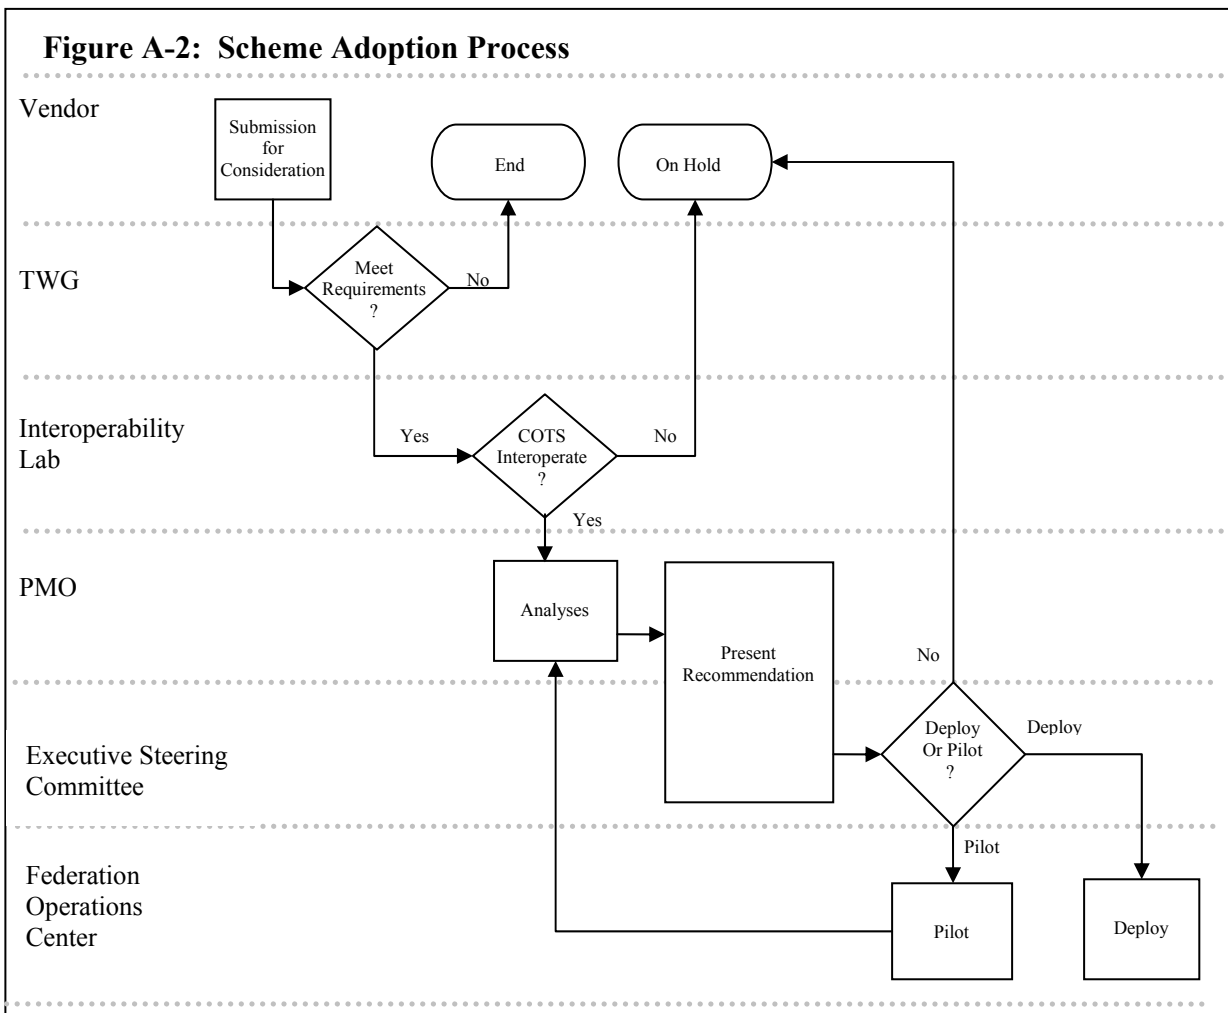 Figure A-2: Scheme Adoption Process
Vendor
Submission
for
Consideration
End
On Hold
TWG
Meet
Requirements
?
No
Interoperability
Lab
Yes
COTS
Interoperate
?
No
Yes
PMO
Analyses
Present
Recommendation
No
Executive Steering
Committee
Deploy
Or Pilot
?
Deploy
Pilot
Federation
Operations
Center
Pilot
Deploy